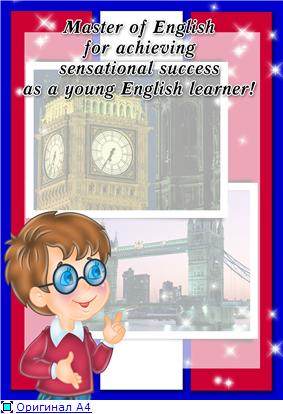 Master of English
for achieving
sensational success
as a young English learner!
Оригинал А4